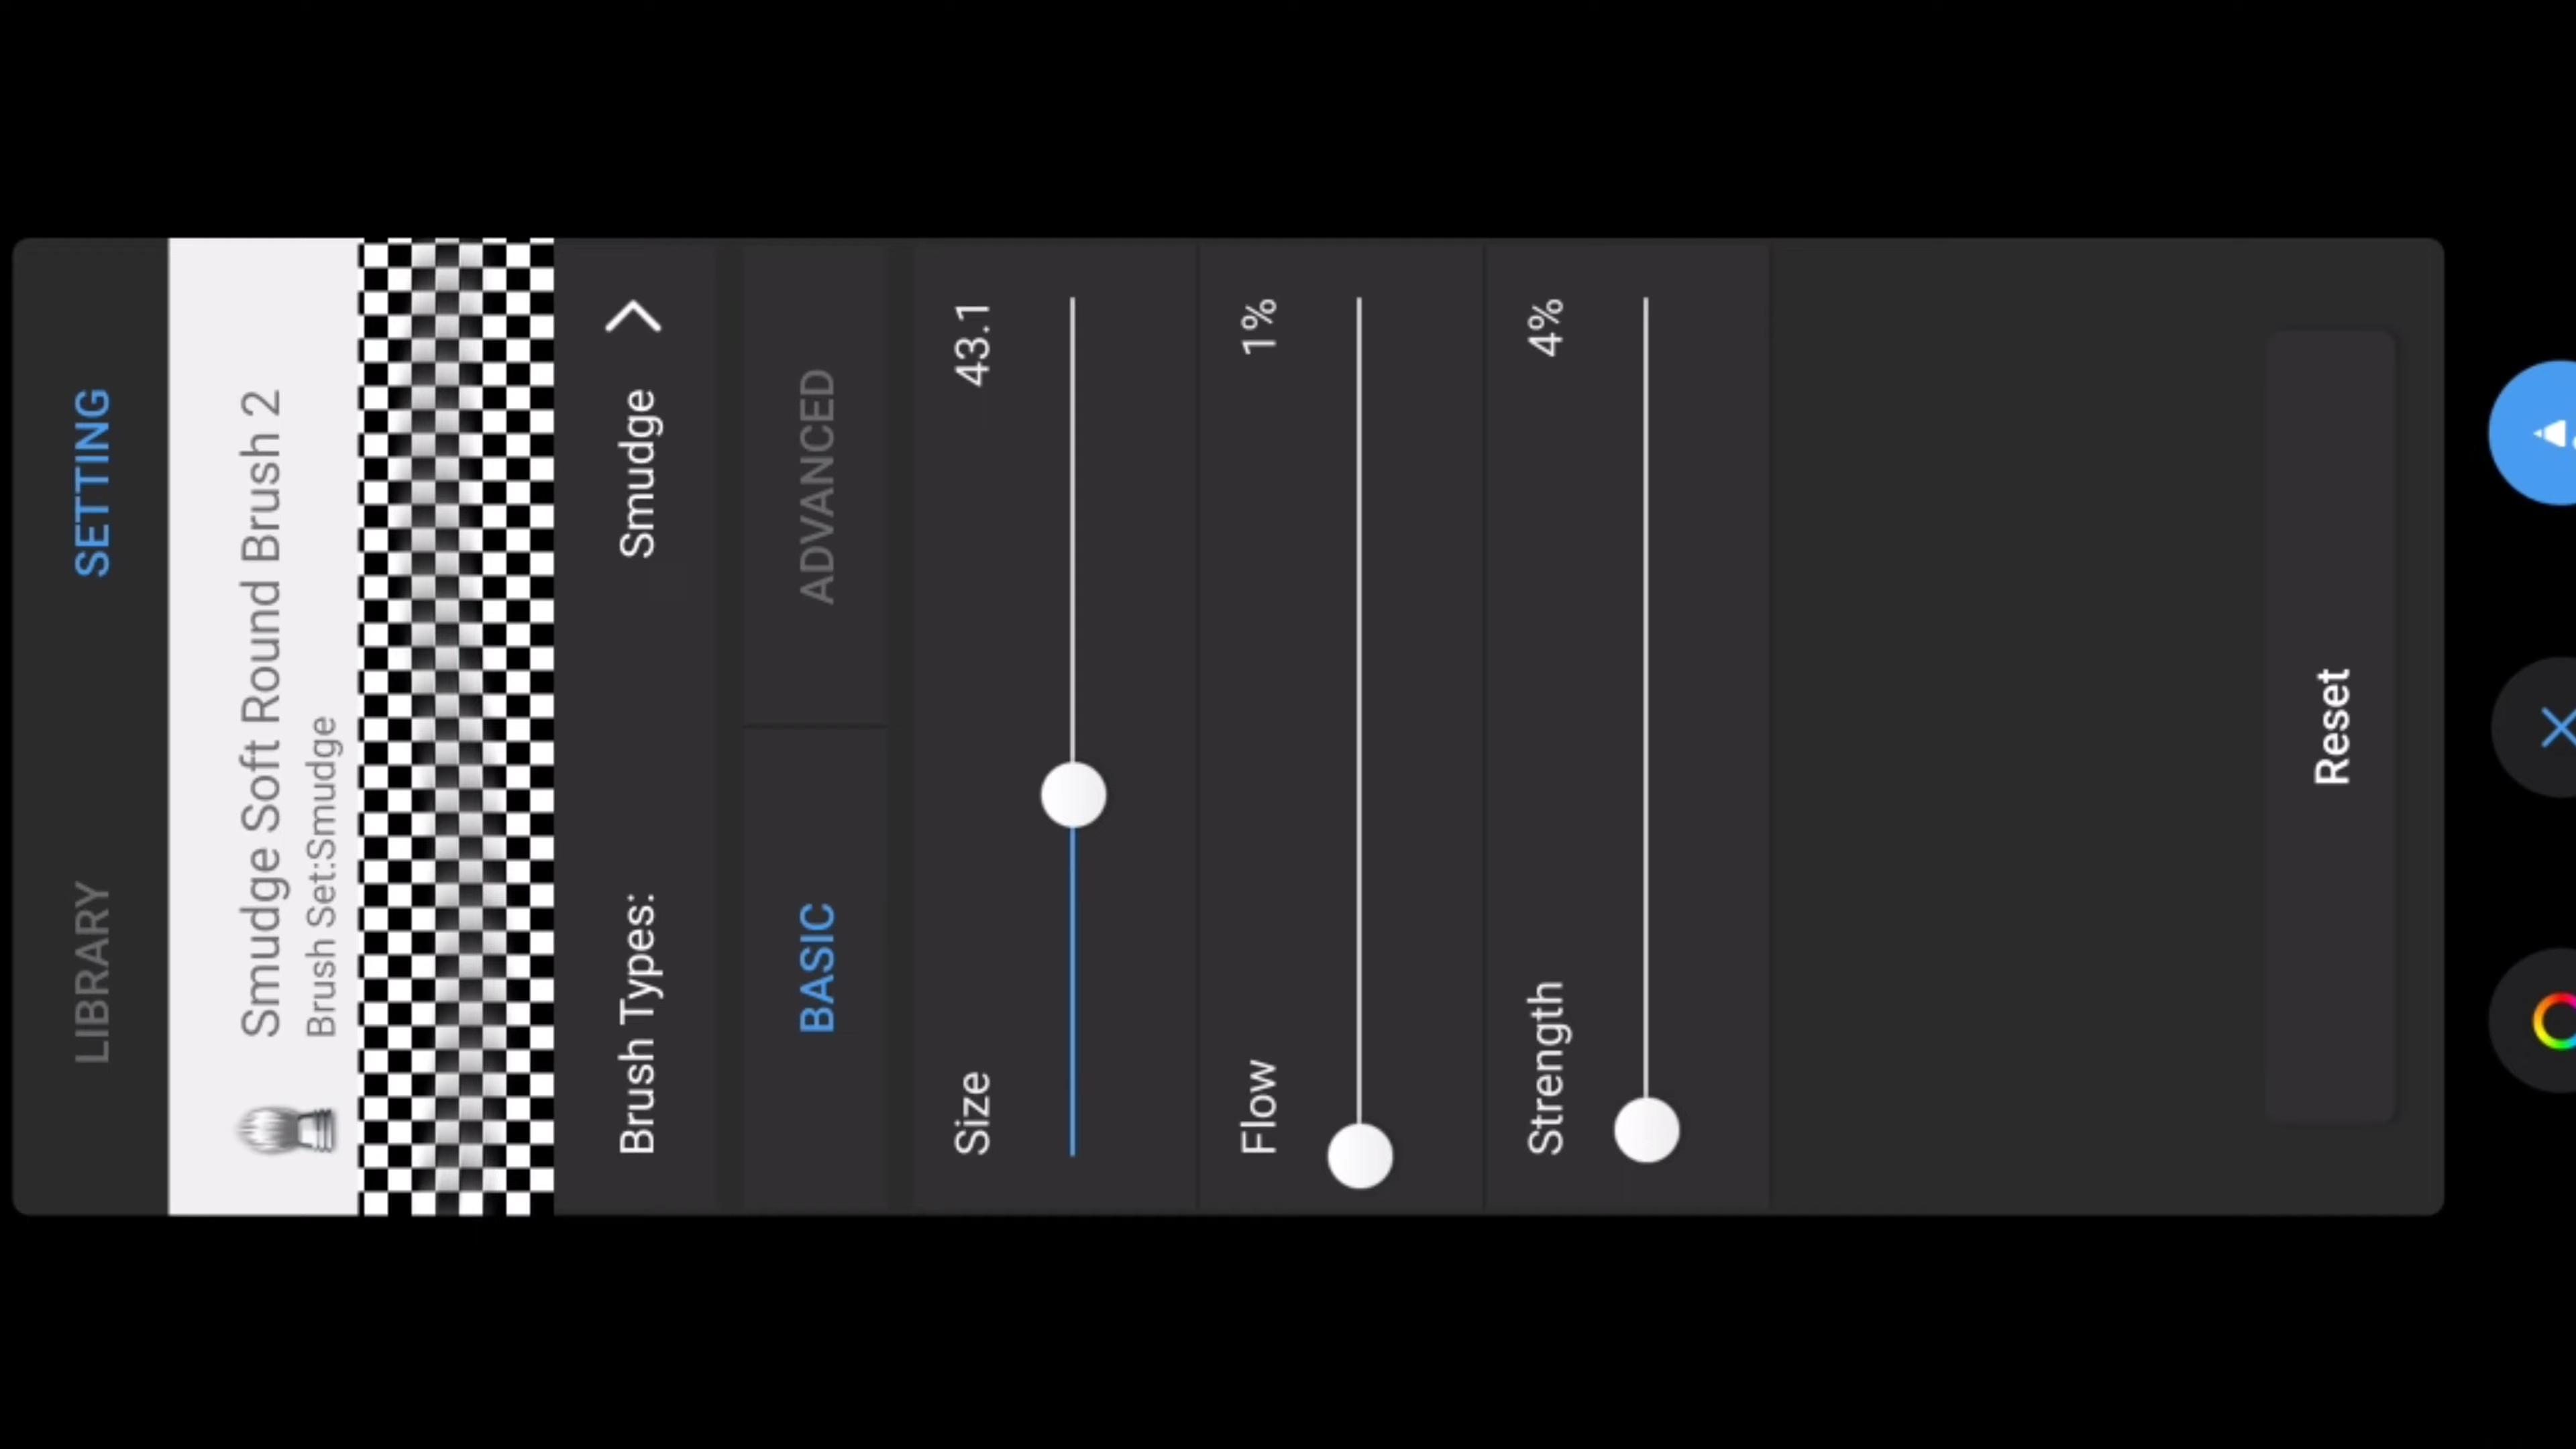 LIBRARY SETTING
Smudge Soft Round Brush 2
Brush Set:Smudge
Brush Types: Smudge
BASIC ADVANCED
Size 43.1
Flow 1%
Strength 4%
Reset